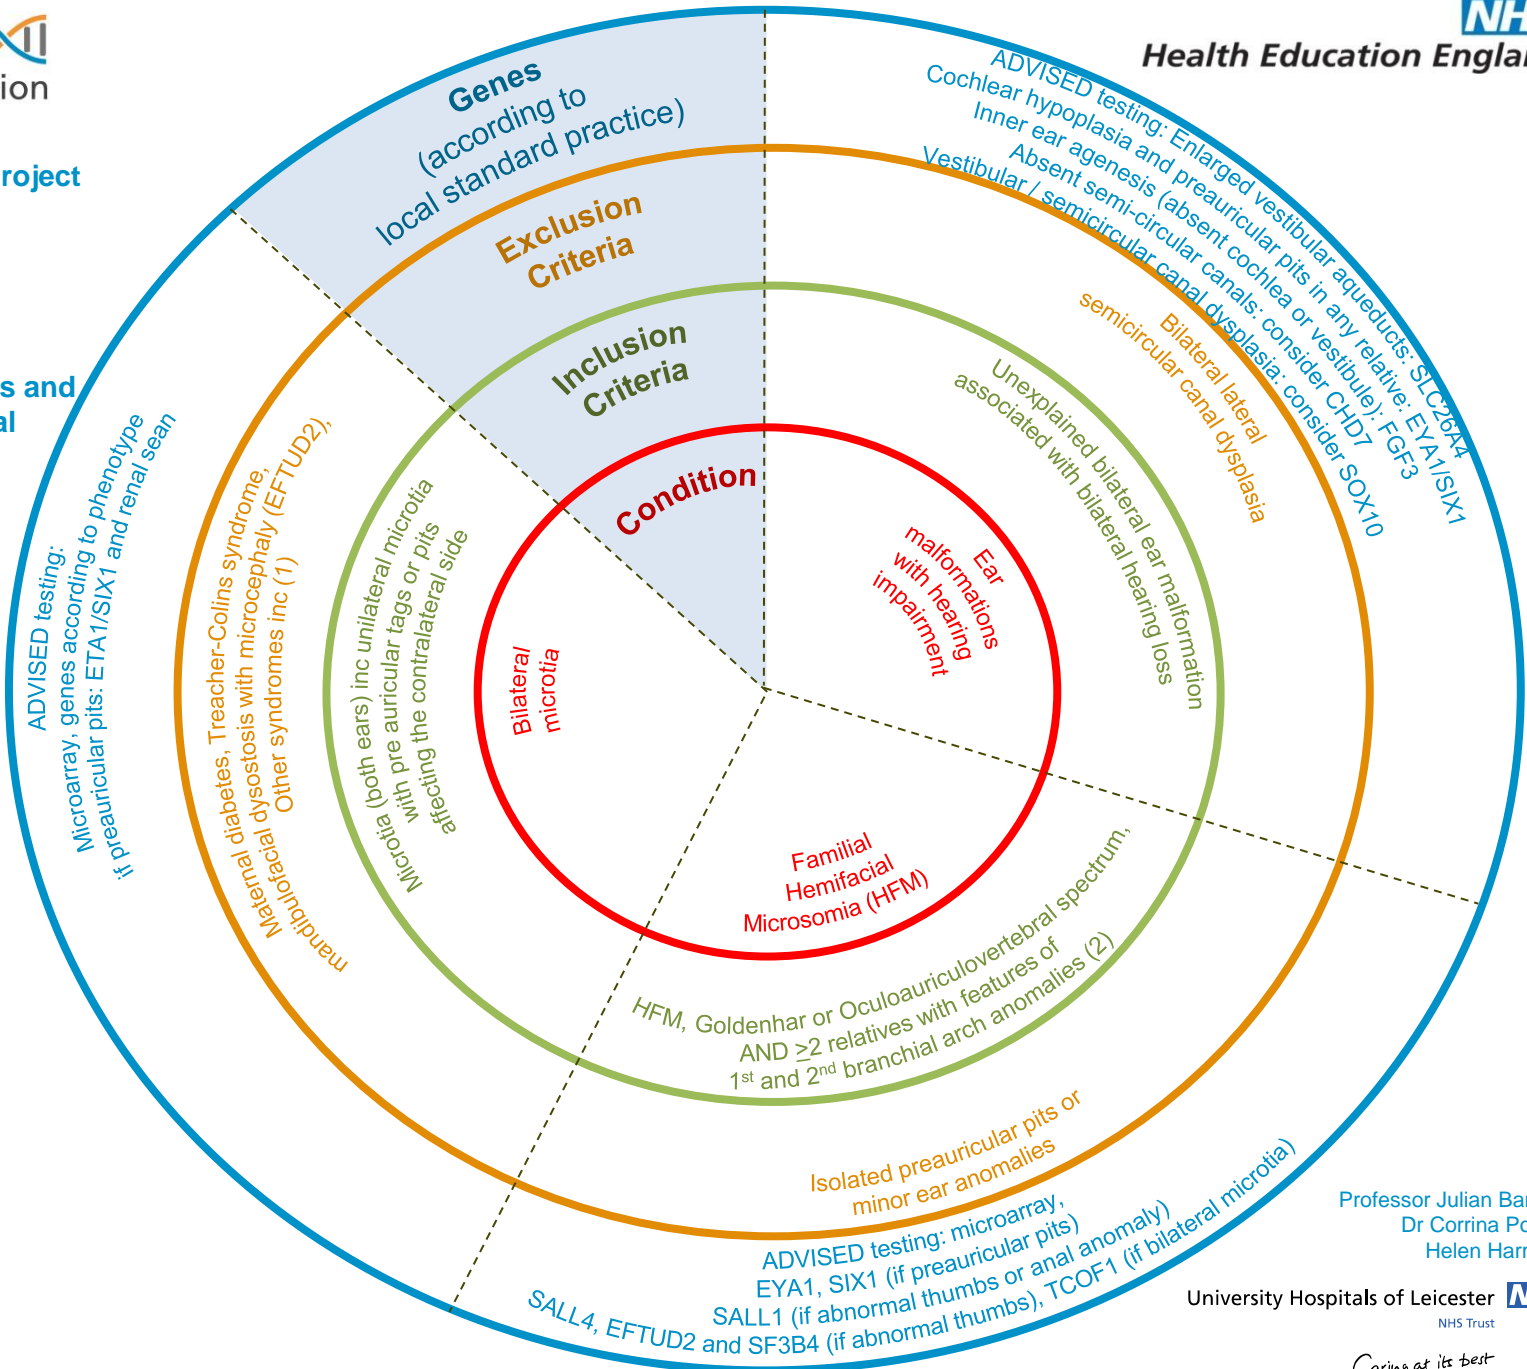 ion
NH
Health Education Englan
roject
s and
al
Genes
(according to
local standard practice)
Exclusion
Criteria
Inclusion
Criteria
Condition
ADVISED testing: Enlarged vestibular aqueducts: SLC26A4
Cochlear hypoplasia and preauricular pits in any relative: EYA1/SIX1
Inner ear agenesis (absent cochlea or vestibule): FGF3
Absent semi-circular canals: consider CHD7
Vestibular / semicircular canal dysplasia: consider SOX10
Bilateral lateral
semicircular canal dysplasia
Unexplained bilateral ear malformation
associated with bilateral hearing loss
Ear
malformations
with hearing
impairment
Familial
Hemifacial
Microsomia (HFM)
HFM, Goldenhar or Oculoauriculovertebral spectrum,
AND ≥2 relatives with features of
1st and 2nd branchial arch anomalies (2)
Isolated preauricular pits or
minor ear anomalies
ADVISED testing: microarray,
EYA1, SIX1 (if preauricular pits)
SALL1 (if abnormal thumbs or anal anomaly)
SALL4, EFTUD2 and SF3B4 (if abnormal thumbs), TCOF1 (if bilateral microtia)
Bilateral
microtia
Microtia (both ears) inc unilateral microtia
with pre auricular tags or pits
affecting the contralateral side
Maternal diabetes, Treacher-Colins syndrome,
mandibulofacial dysostosis with microcephaly (EFTUD2),
Other syndromes inc (1)
ADVISED testing:
Microarray, genes according to phenotype
if preauricular pits: ETA1/SIX1 and renal sean
Professor Julian Bar
Dr Corrina Po
Helen Harr
University Hospitals of Leicester N
NHS Trust
Caring at its best